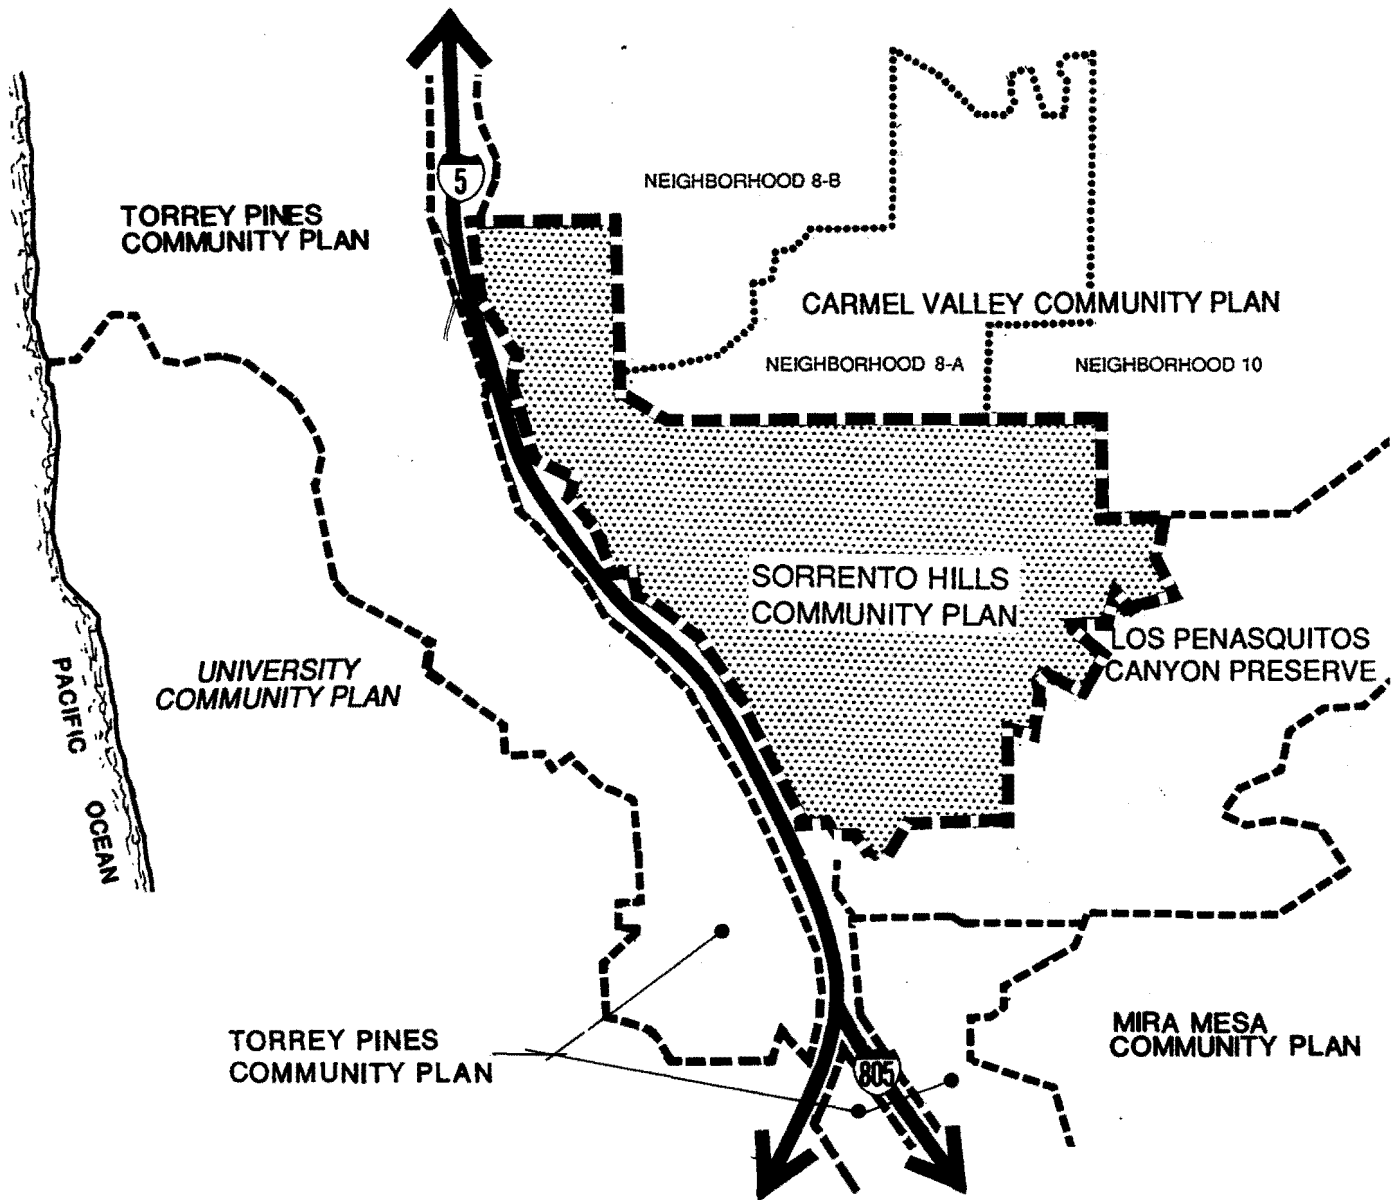 5
NEIGHBORHOOD 8-B
TORREY PINES
COMMUNITY PLAN
CARMEL VALLEY COMMUNITY PLAN
NEIGHBORHOOD 8-A
NEIGHBORHOOD 10
SORRENTO HILLS
COMMUNITY PLAN
LOS PENASQUITOS
CANYON PRESERVE
UNIVERSITY
COMMUNITY PLAN
PACIFIC OCEAN
TORREY PINES
COMMUNITY PLAN
MIRA MESA
COMMUNITY PLAN
805